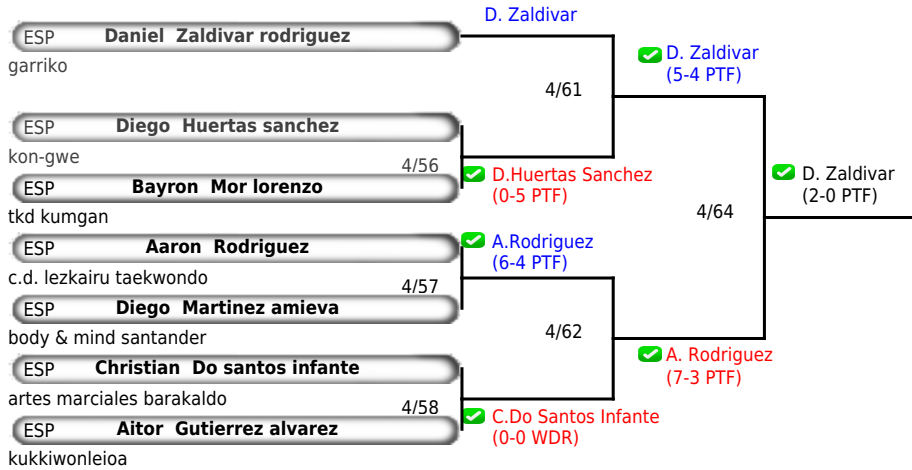 D. Zaldivar
ESP Daniel Zaldivar rodriguez
garriko
D. Zaldivar
(5-4 PTF)
4/61
ESP Diego Huertas sanchez
kon-gwe
4/56
D.Huertas Sanchez
(0-5 PTF)
ESP Bayron Mor lorenzo
tkd kumgan
D. Zaldivar
(2-0 PTF)
4/64
ESP Aaron Rodriguez
c.d. lezkairu taekwondo
A.Rodriguez
(6-4 PTF)
4/57
ESP Diego Martinez amieva
body & mind santander
4/62
ESP Christian Do santos infante
artes marciales barakaldo
A. Rodriguez
(7-3 PTF)
4/58
C.Do Santos Infante
(0-0 WDR)
ESP Aitor Gutierrez alvarez
kukkiwonleioa